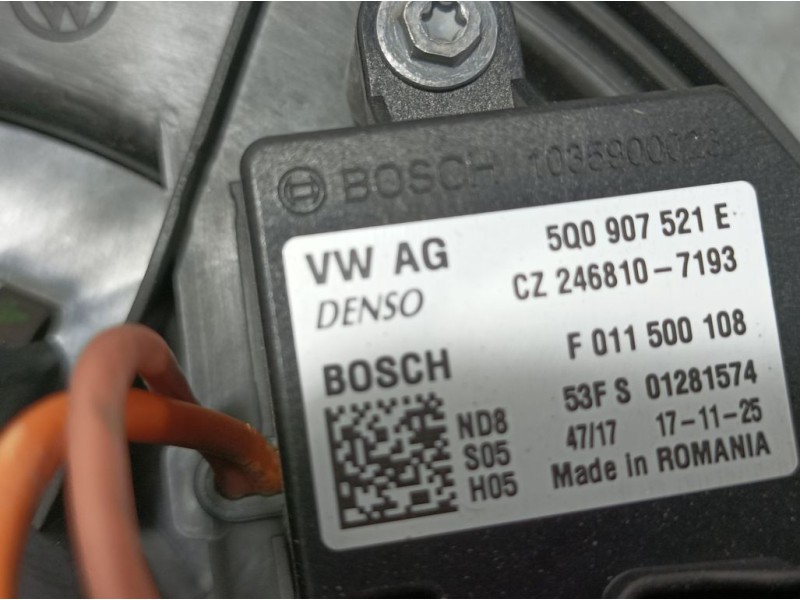 BOSCH
VW AG
5Q0 907 521 E
DENSO
CZ 246810-7193
F 011 500 108
BOSCH
53F S 01281574
ND8
47/17 17-11-25
S05
Made in ROMANIA
H05